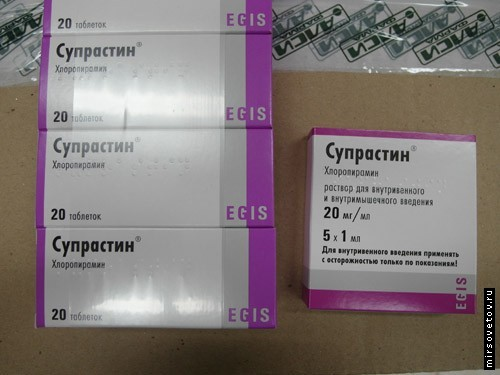 20 таблеток
EGIS
Супрастин®
Хлоропирамин
20 таблеток
EGIS
Супрастин®
Хлоропирамин
20 таблеток
EGIS
Супрастин®
Хлоропирамин
20 таблеток
EGIS
Супрастин®
Хлоропирамин
раствор для внутривенного
и внутримышечного введения
20 мг/мл
5 x 1 мл
Для внутривенного введения применять
с осторожностью только по показаниям!
EGIS
mirsovetov.ru